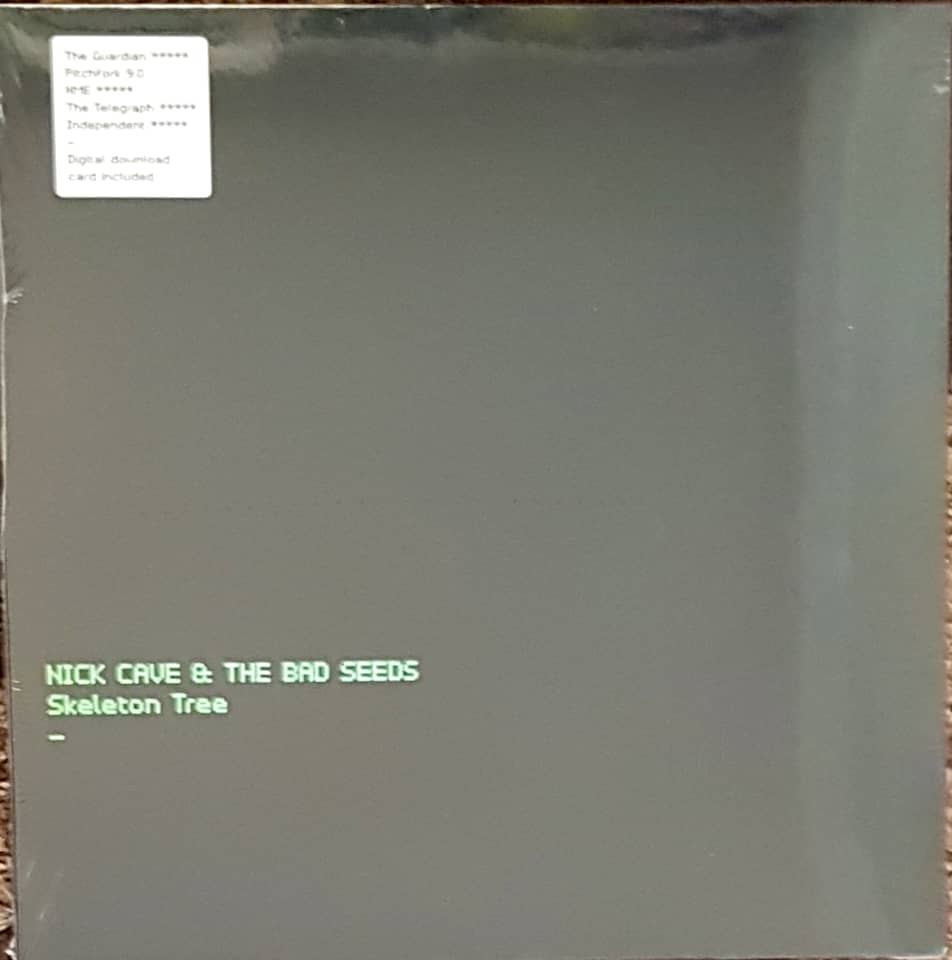 The Guardian *****
Pitchfork 9.0
NME *****
The Telegraph *****
Independent *****
–
Digital download
card included
NICK CAVE & THE BAD SEEDS
Skeleton Tree
_